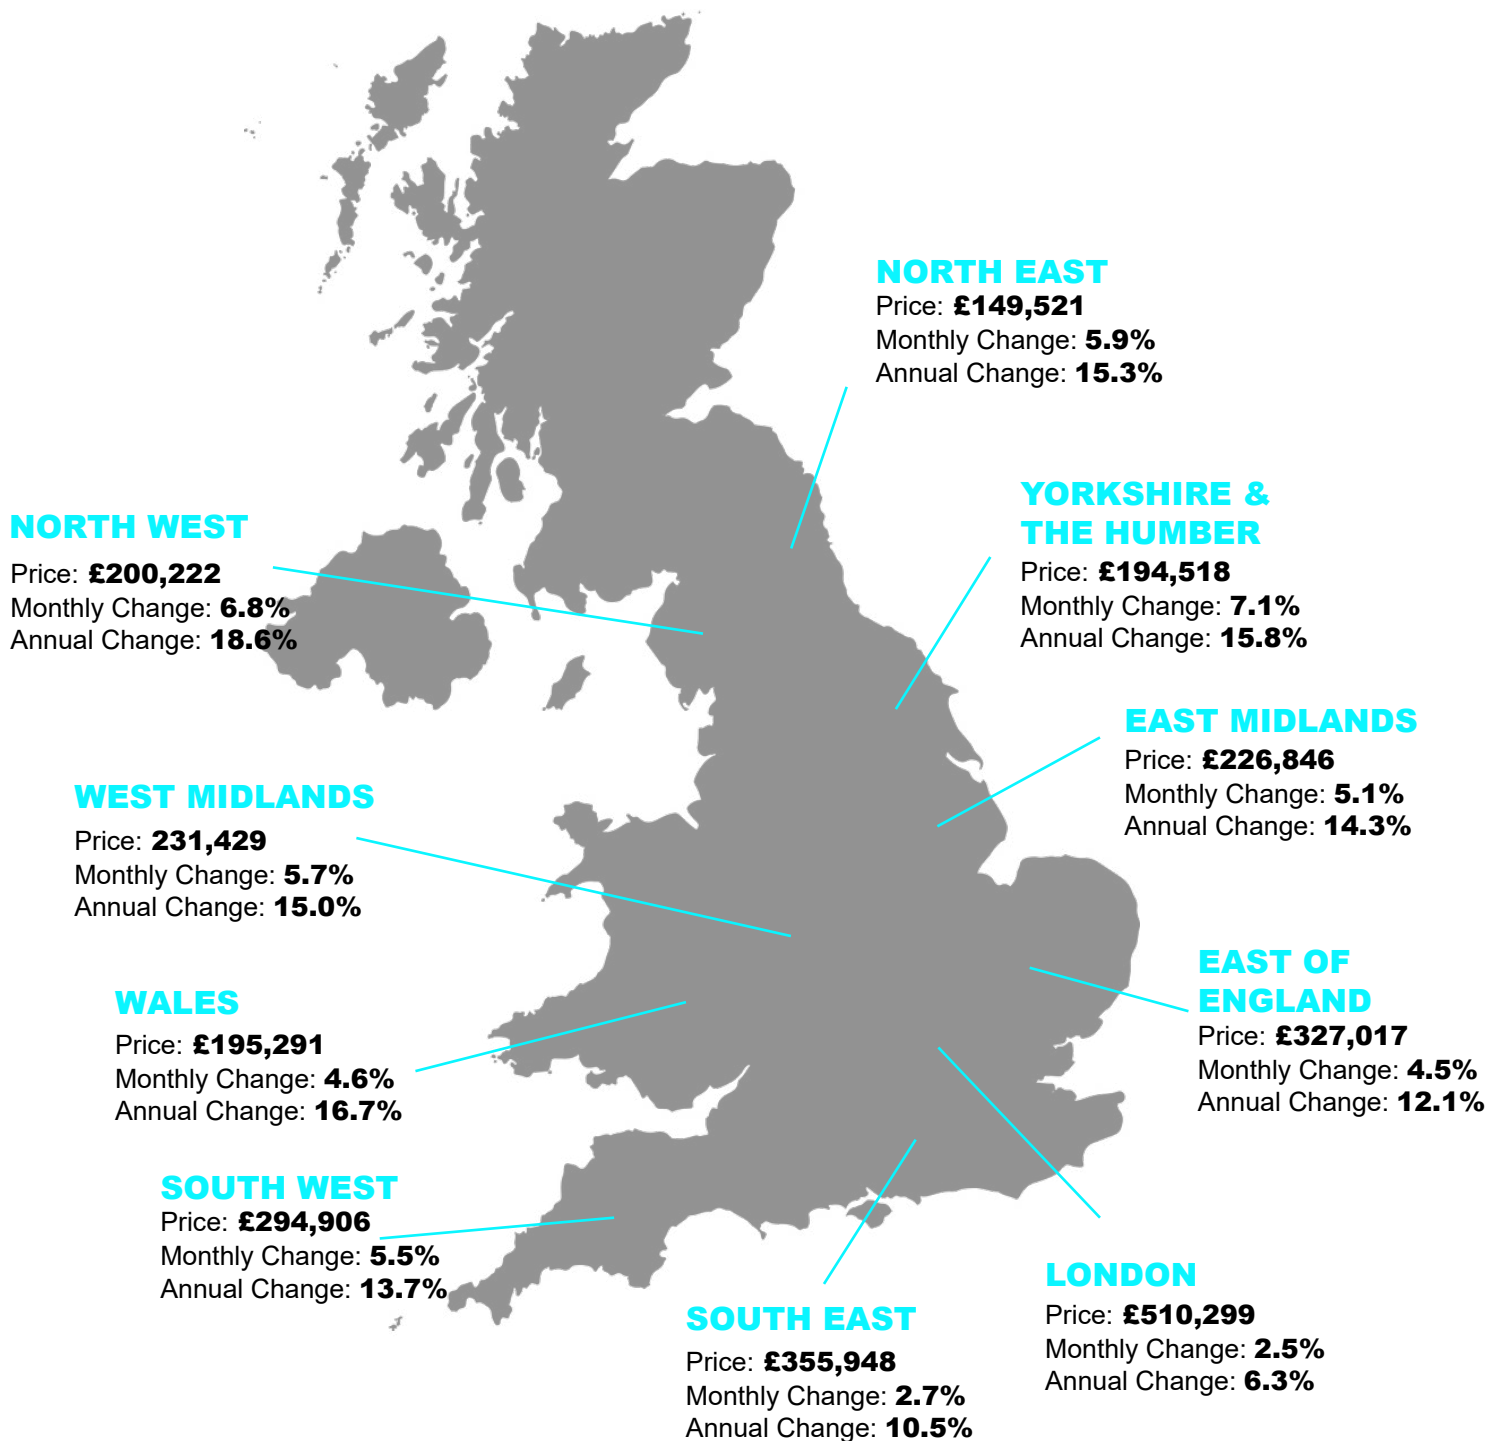 NORTH EAST
Price: £149,521
Monthly Change: 5.9%
Annual Change: 15.3%
YORKSHIRE &
THE HUMBER
Price: £194,518
Monthly Change: 7.1%
Annual Change: 15.8%
NORTH WEST
Price: £200,222
Monthly Change: 6.8%
Annual Change: 18.6%
EAST MIDLANDS
Price: £226,846
Monthly Change: 5.1%
Annual Change: 14.3%
WEST MIDLANDS
Price: 231,429
Monthly Change: 5.7%
Annual Change: 15.0%
EAST OF
ENGLAND
Price: £327,017
Monthly Change: 4.5%
Annual Change: 12.1%
WALES
Price: £195,291
Monthly Change: 4.6%
Annual Change: 16.7%
SOUTH WEST
Price: £294,906
Monthly Change: 5.5%
Annual Change: 13.7%
LONDON
Price: £510,299
Monthly Change: 2.5%
Annual Change: 6.3%
SOUTH EAST
Price: £355,948
Monthly Change: 2.7%
Annual Change: 10.5%